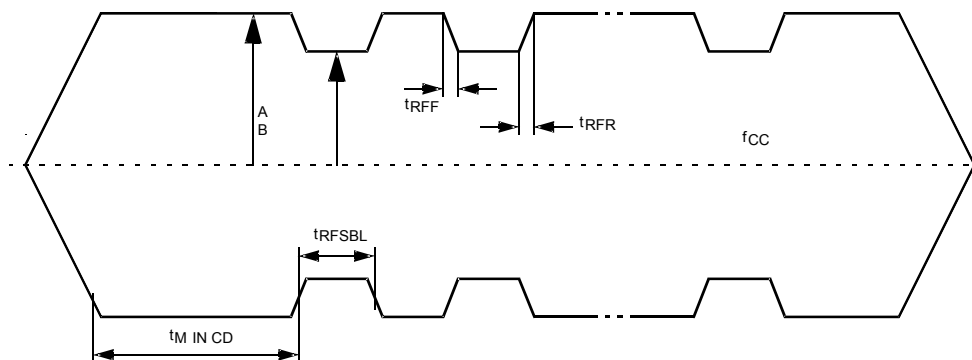 A
B
tRFF
tRFR
fCC
tRFSBL
tM IN CD